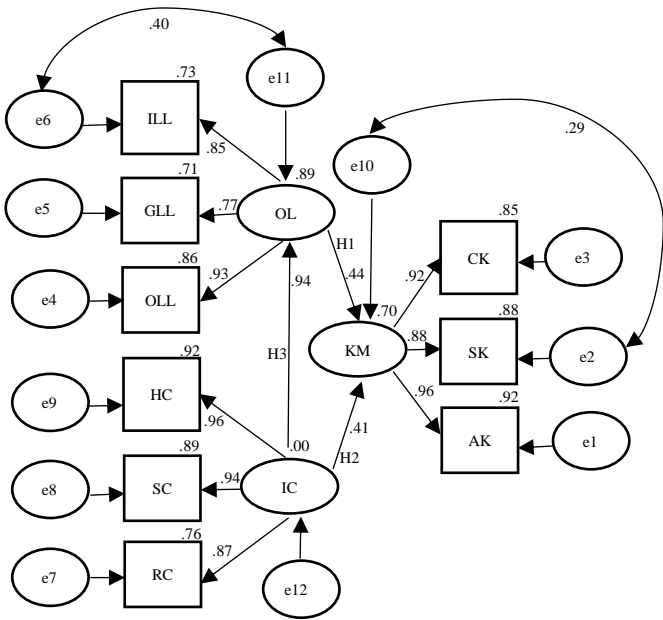 .40
e11
.73
e6
ILL
.85
.29
e10
.89
.71
e5
GLL
.77
OL
.85
H1
CK
e3
.92
.86
.44
.93
e4
OLL
.94
.70
.88
KM
.88
SK
e2
H3
.92
.96
.92
HC
e9
.96
.41
AK
e1
.00
H2
.89
e8
SC
.94
IC
.76
.87
e7
RC
e12